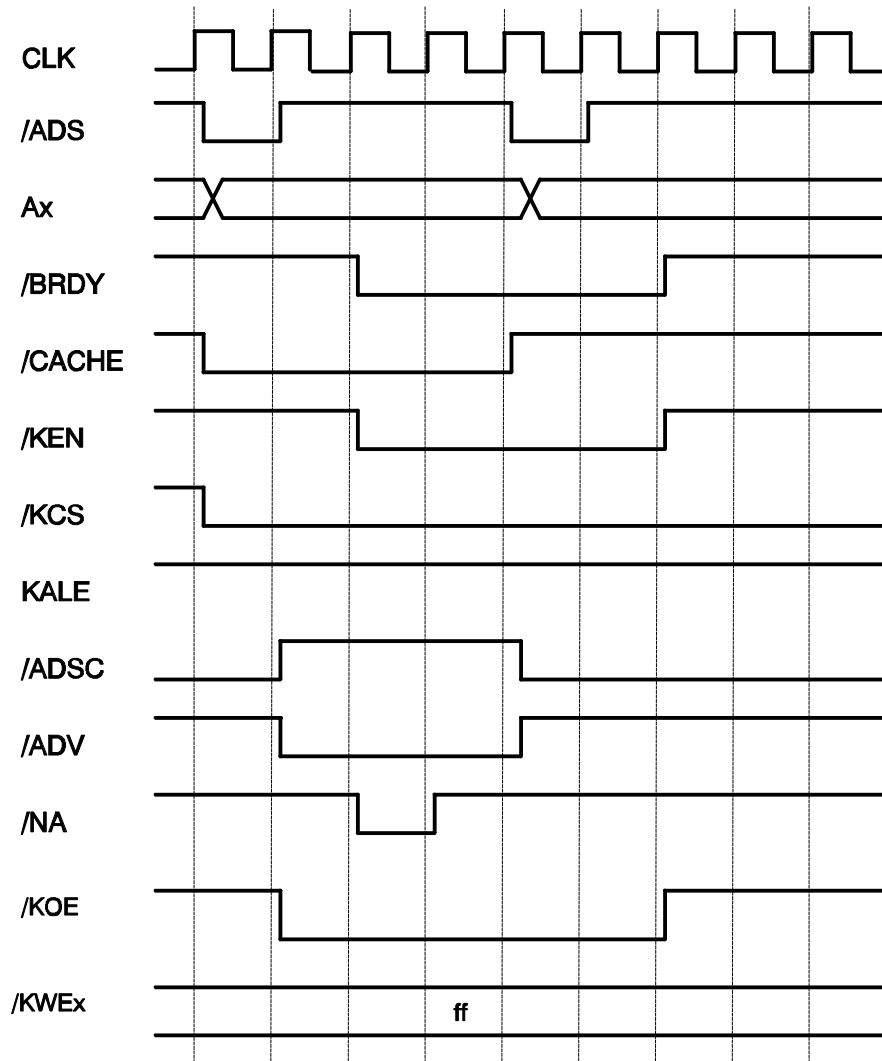 CLK
/ADS
Ax
/BRDY
/CACHE
/KEN
/KCS
KALE
/ADSC
/ADV
/NA
/KOE
/KWEx
ff